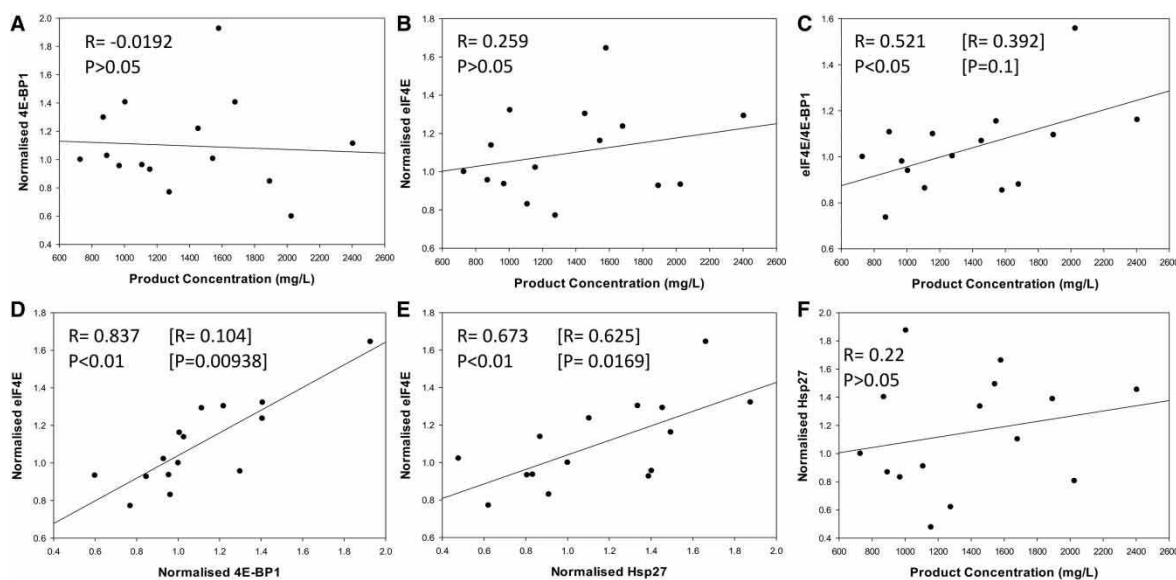 A
R= -0.0192
P>0.05
Normalised 4E-BP1
2.0
1.8
1.6
1.4
1.2
1.0
0.8
0.6
0.4
600 800 1000 1200 1400 1600 1800 2000 2200 2400 2600
Product Concentration (mg/L)
B
R= 0.259
P>0.05
Normalised eIF4E
1.8
1.6
1.4
1.2
1.0
0.8
0.6
600 800 1000 1200 1400 1600 1800 2000 2200 2400 2600
Product Concentration (mg/L)
C
R= 0.521 [R= 0.392]
P<0.05 [P=0.1]
eIF4E/4E-BP1
1.6
1.4
1.2
1.0
0.8
0.6
600 800 1000 1200 1400 1600 1800 2000 2200 2400 2600
Product Concentration (mg/L)
D
R= 0.837 [R= 0.104]
P<0.01 [P=0.00938]
Normalised eIF4E
1.8
1.6
1.4
1.2
1.0
0.8
0.6
0.4 0.6 0.8 1.0 1.2 1.4 1.6 1.8 2.0
Normalised 4E-BP1
E
R= 0.673 [R= 0.625]
P<0.01 [P= 0.0169]
Normalised eIF4E
1.8
1.6
1.4
1.2
1.0
0.8
0.6
0.4 0.6 0.8 1.0 1.2 1.4 1.6 1.8 2.0
Normalised Hsp27
F
R= 0.22
P>0.05
Normalised Hsp27
2.0
1.8
1.6
1.4
1.2
1.0
0.8
0.6
0.4
600 800 1000 1200 1400 1600 1800 2000 2200 2400 2600
Product Concentration (mg/L)